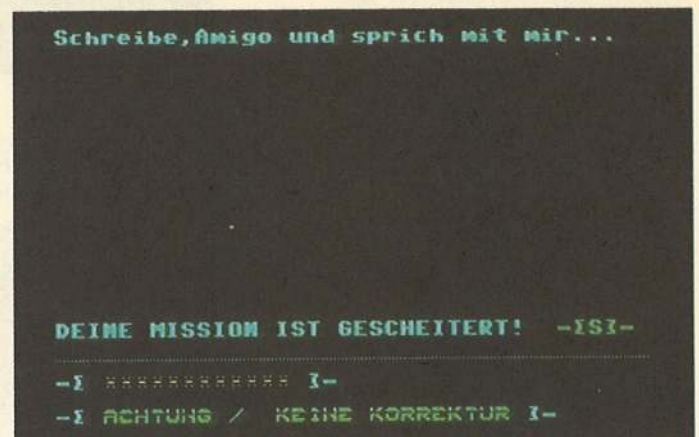 Schreibe,Amigo und sprich mit mir...
DEINE MISSION IST GESCHEITERT! -[S]-
-[ ************ ]-
-[ ACHTUNG / KEINE KORREKTUR ]-